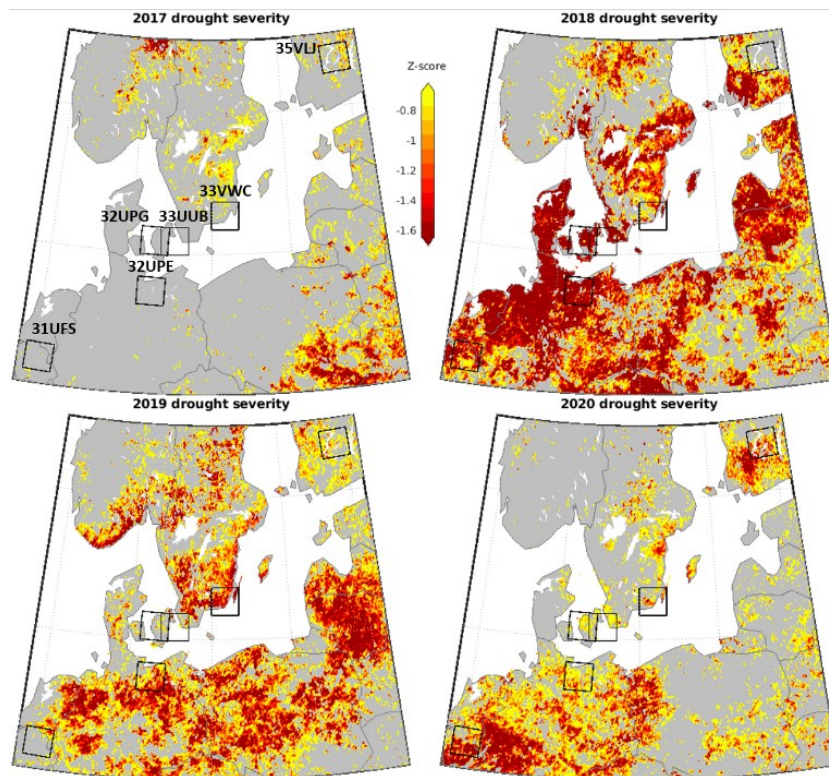 2017 drought severity
2018 drought severity
35VLJ
Z-score
-0.8
-1
-1.2
-1.4
-1.6
33VWC
32UPG 33UUB
32UPE
31UFS
2019 drought severity
2020 drought severity